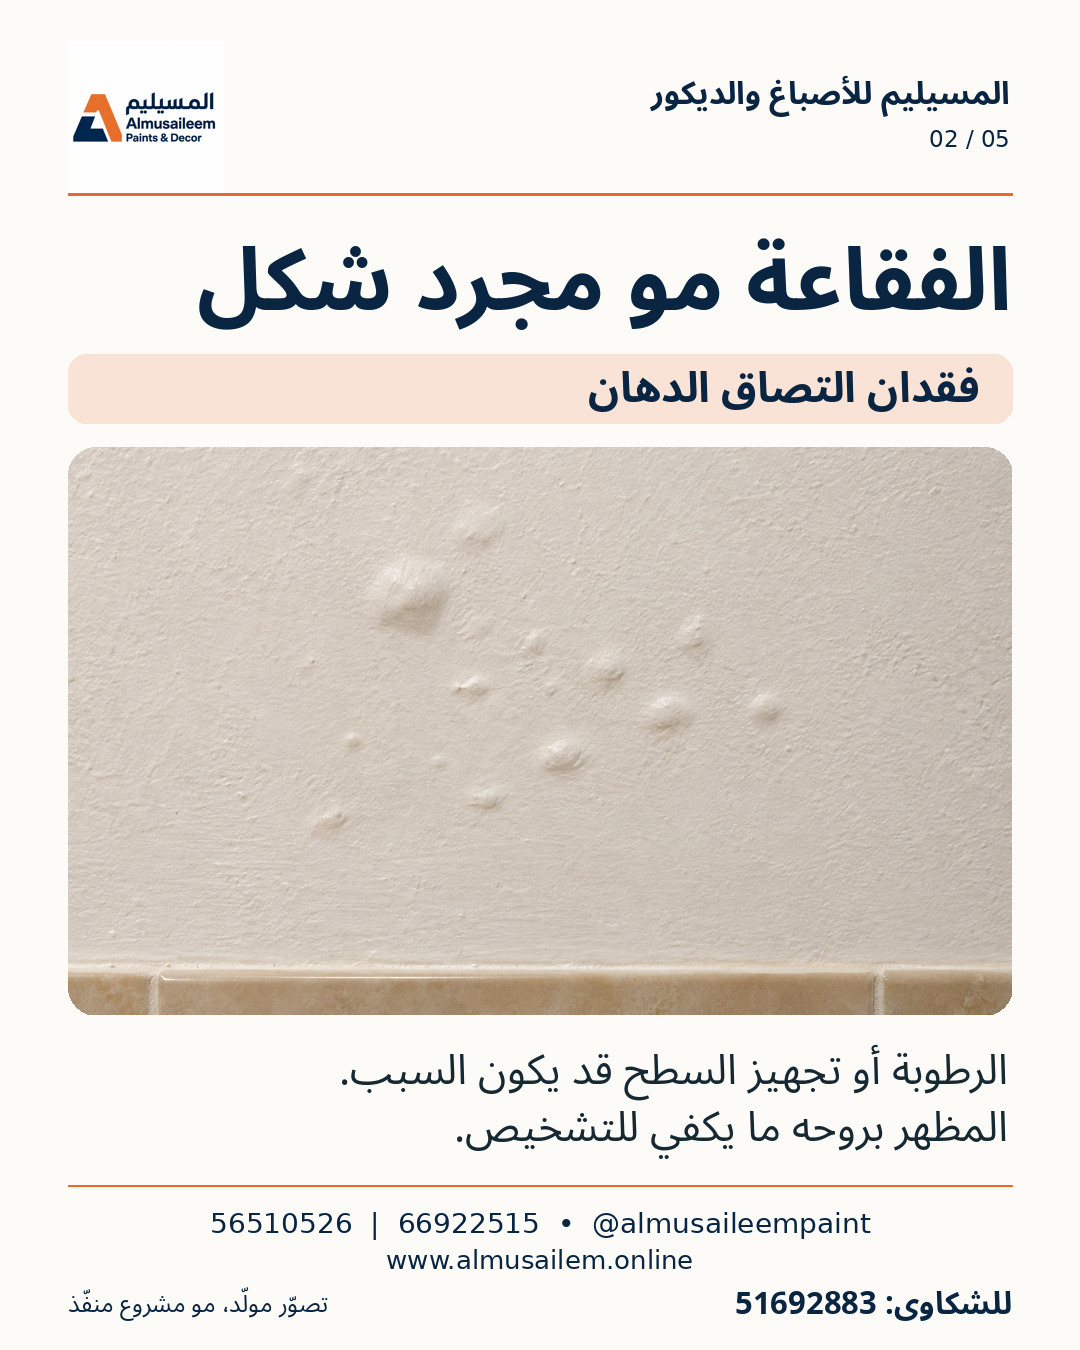 المسيليم
Almusaileem
Paints & Decor
المسيليم للأصباغ والديكور
02 / 05
الفقاعة مو مجرد شكل
فقدان التصاق الدهان
الرطوبة أو تجهيز السطح قد يكون السبب.
المظهر بروحه ما يكفي للتشخيص.
56510526 | 66922515 • @almusaileempaint
www.almusailem.online
للشكاوى: 51692883
تصوّر مولّد، مو مشروع منفّذ